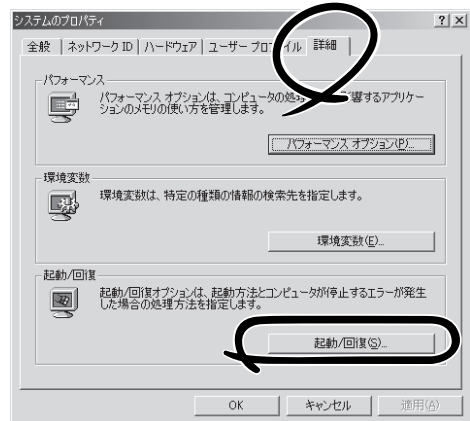 システムのプロパティ
全般
ネットワーク ID
ハードウェア
ユーザー プロ
イル
詳細
パフォーマンス
パフォーマンス オプションは、コンピュータの処
響するアプリケー
ションのメモリの使い方を管理します。
パフォーマンス オプション(P)...
環境変数
環境変数は、特定の種類の情報の検索先を指定します。
環境変数(E)...
起動/回復
起動/回復オプションは、起動方法とコンピュータが停止するエラーが発生
した場合の処理方法を指定します。
起動/回復(S)...
OK
キャンセル
適用(A)